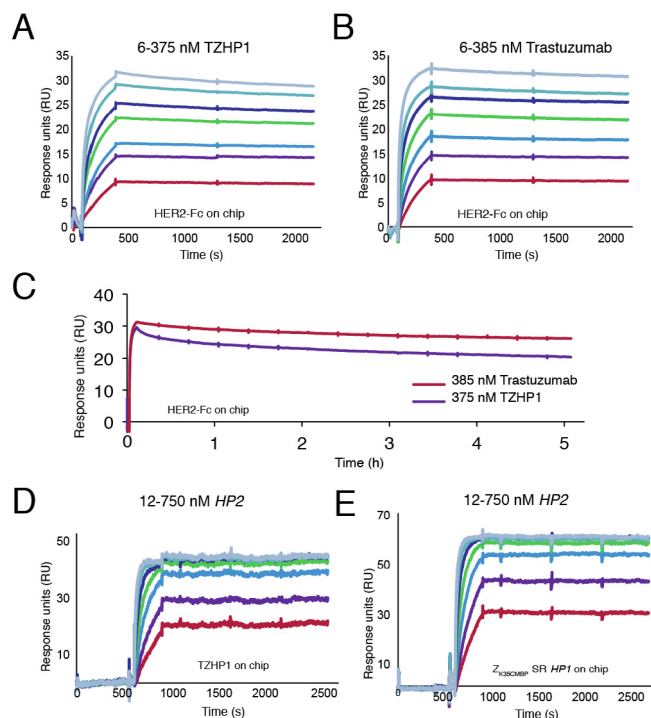 A
6-375 nM TZHP1
Response units (RU)
35
30
25
20
15
10
5
0
HER2-Fc on chip
0 500 1000 1500 2000
Time (s)
B
6-385 nM Trastuzumab
Response units (RU)
35
30
25
20
15
10
5
0
HER2-Fc on chip
0 500 1000 1500 2000
Time (s)
C
Response units (RU)
40
30
20
10
0
385 nM Trastuzumab
375 nM TZHP1
HER2-Fc on chip
0 1 2 3 4 5
Time (h)
D
12-750 nM HP2
Response units (RU)
50
30
10
TZHP1 on chip
0 500 1000 1500 2000 2500
Time (s)
E
12-750 nM HP2
Response units (RU)
70
50
30
10
ZK35CMBP SR HP1 on chip
0 500 1000 1500 2000 2500
Time (s)